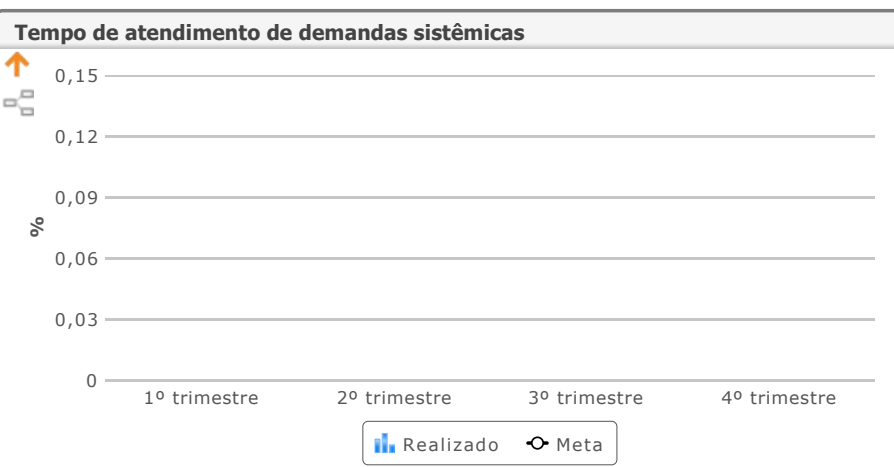 Tempo de atendimento de demandas sistêmicas
0,15
0,12
0,09
0,06
0,03
0
%
1º trimestre 2º trimestre 3º trimestre 4º trimestre
Realizado Meta